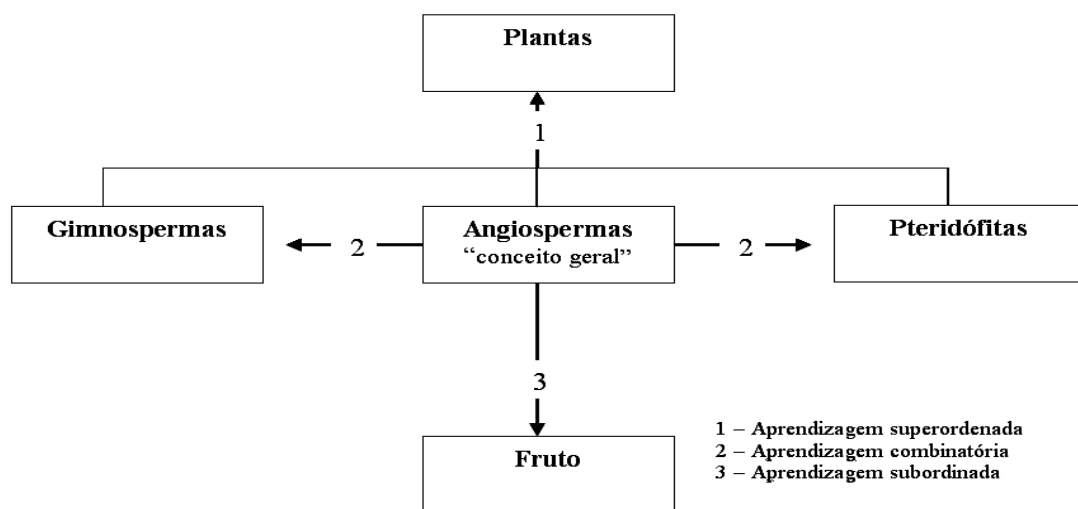 Plantas
1
Gimnospermas
2
Angiospermas
“conceito geral”
2
Pteridófitas
3
Fruto
1 – Aprendizagem superordenada
2 – Aprendizagem combinatória
3 – Aprendizagem subordinada